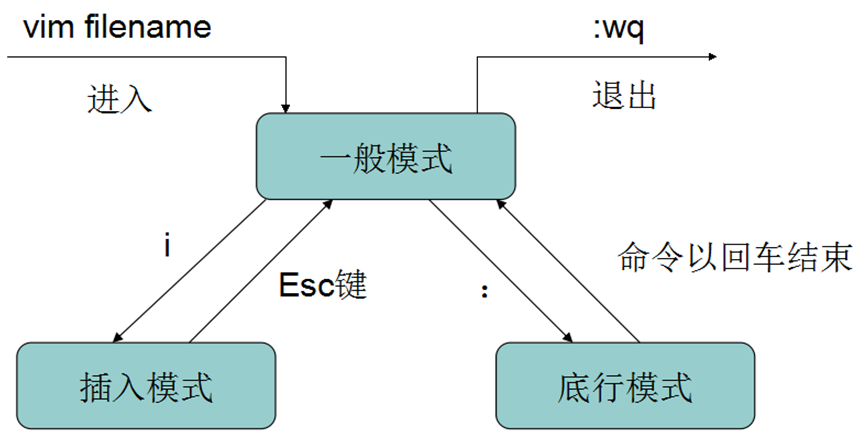 vim filename
:wq
进入
退出
一般模式
i
Esc键
:
命令以回车结束
插入模式
底行模式